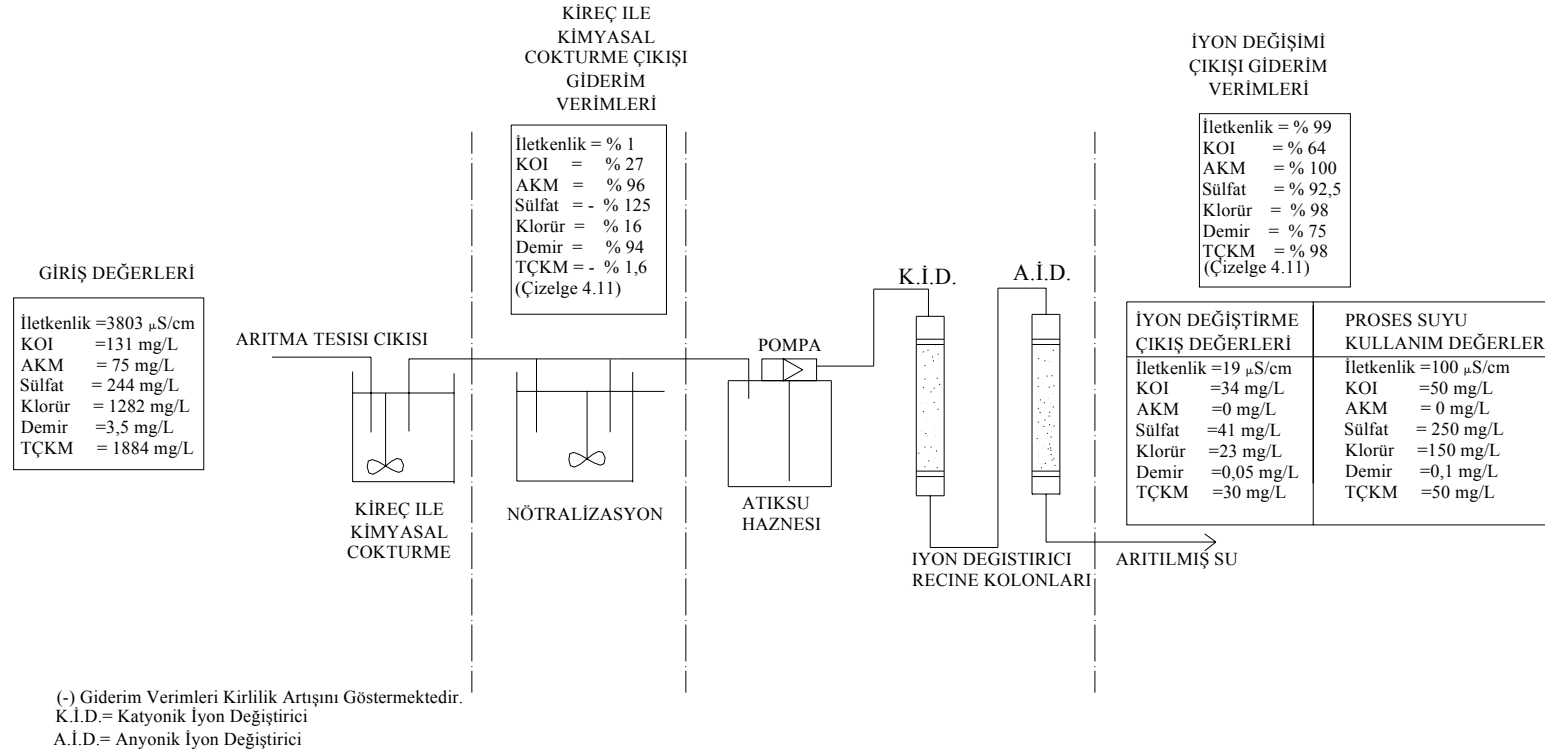 KİREÇ ILE
KİMYASAL
COKTURME ÇIKIŞI
GİDERİM
VERİMLERİ
İletkenlik = % 1
KOI = % 27
AKM = % 96
Sülfat = - % 125
Klorür = % 16
Demir = % 94
TÇKM = - % 1,6
(Çizelge 4.11)
İYON DEĞİŞİMİ
ÇIKIŞI GİDERIM
VERİMLERİ
İletkenlik = % 99
KOI = % 64
AKM = % 100
Sülfat = % 92,5
Klorür = % 98
Demir = % 75
TÇKM = % 98
(Çizelge 4.11)
GİRİŞ DEĞERLERİ
İletkenlik =3803 µS/cm
KOI =131 mg/L
AKM = 75 mg/L
Sülfat = 244 mg/L
Klorür = 1282 mg/L
Demir =3,5 mg/L
TÇKM = 1884 mg/L
ARITMA TESISI CIKISI
KİREÇ ILE
KİMYASAL
COKTURME
NÖTRALİZASYON
POMPA
ATIKSU
HAZNESI
K.İ.D.
A.İ.D.
IYON DEGISTIRICI
RECINE KOLONLARI
ARITILMIŞ SU
İYON DEĞİŞTİRME
ÇIKIŞ DEĞERLERİ
İletkenlik =19 µS/cm
KOI =34 mg/L
AKM =0 mg/L
Sülfat =41 mg/L
Klorür =23 mg/L
Demir =0,05 mg/L
TÇKM =30 mg/L
PROSES SUYU
KULLANIM DEĞERLER
İletkenlik =100 µS/cm
KOI =50 mg/L
AKM = 0 mg/L
Sülfat = 250 mg/L
Klorür =150 mg/L
Demir =0,1 mg/L
TÇKM =50 mg/L
(-) Giderim Verimleri Kirlilik Artışını Göstermektedir.
K.İ.D.= Katyonik İyon Değiştirici
A.İ.D.= Anyonik İyon Değiştirici